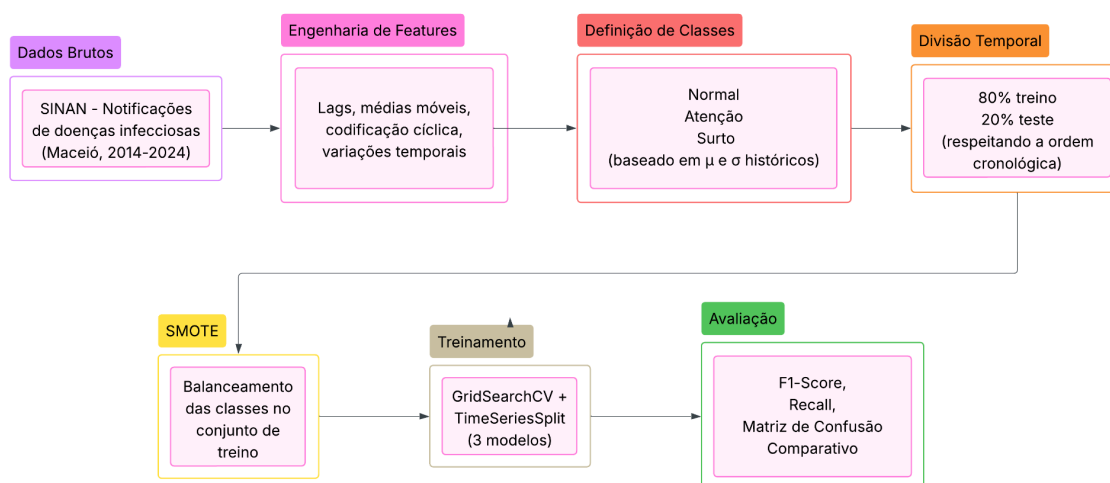 Dados Brutos
SINAN - Notificações
de doenças infecciosas
(Maceió, 2014-2024)
Engenharia de Features
Lags, médias móveis,
codificação cíclica,
variações temporais
Definição de Classes
Normal
Atenção
Surto
(baseado em μ e σ históricos)
Divisão Temporal
80% treino
20% teste
(respeitando a ordem
cronológica)
SMOTE
Balanceamento
das classes no
conjunto de
treino
Treinamento
GridSearchCV +
TimeSeriesSplit
(3 modelos)
Avaliação
F1-Score,
Recall,
Matriz de Confusão
Comparativo